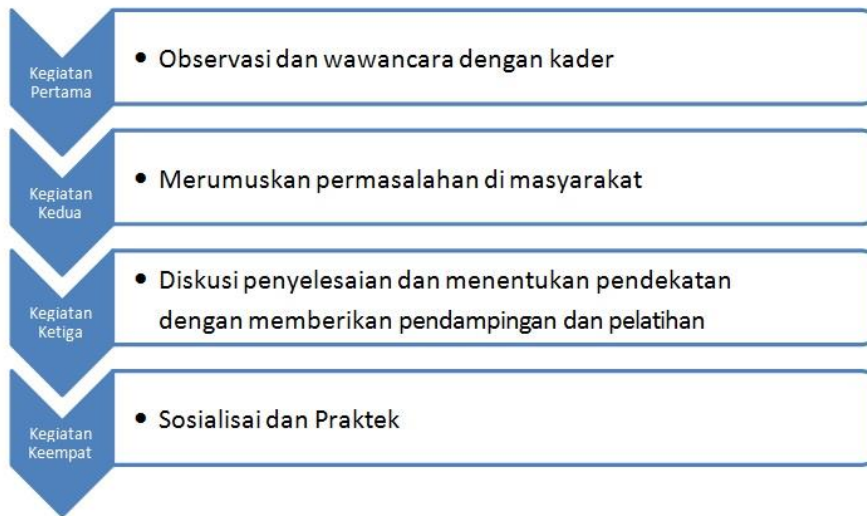 Kegiatan
Pertama
• Observasi dan wawancara dengan kader
Kegiatan
Kedua
• Merumuskan permasalahan di masyarakat
Kegiatan
Ketiga
• Diskusi penyelesaian dan menentukan pendekatan
dengan memberikan pendampingan dan pelatihan
Kegiatan
Keempat
• Sosialisai dan Praktek